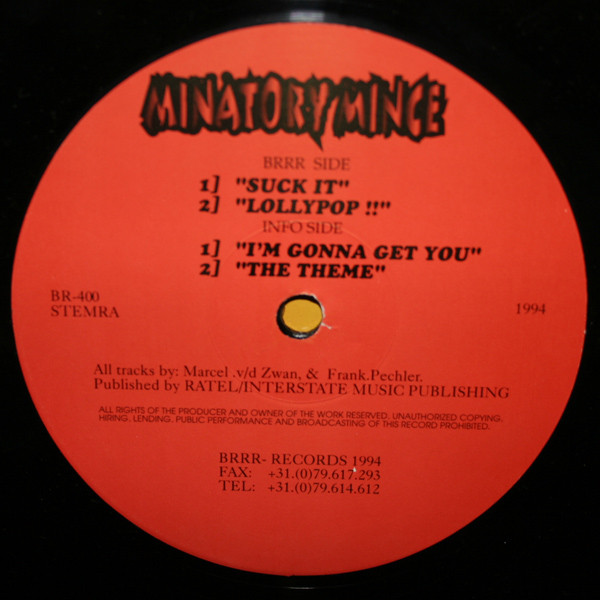 MINATORY MINCE
BRRR SIDE
1] "SUCK IT"
2] "LOLLYPOP !!"
INFO SIDE
1] "I'M GONNA GET YOU"
2] "THE THEME"
BR-400
STEMRA
1994
All tracks by: Marcel .v/d Zwan, & Frank.Pechler.
Published by RATEL/INTERSTATE MUSIC PUBLISHING
ALL RIGHTS OF THE PRODUCER AND OWNER OF THE WORK RESERVED. UNAUTHORIZED COPYING,
HIRING, LENDING, PUBLIC PERFORMANCE AND BROADCASTING OF THIS RECORD PROHIBITED.
BRRR- RECORDS 1994
FAX: +31.(0)79.617.293
TEL: +31.(0)79.614.612